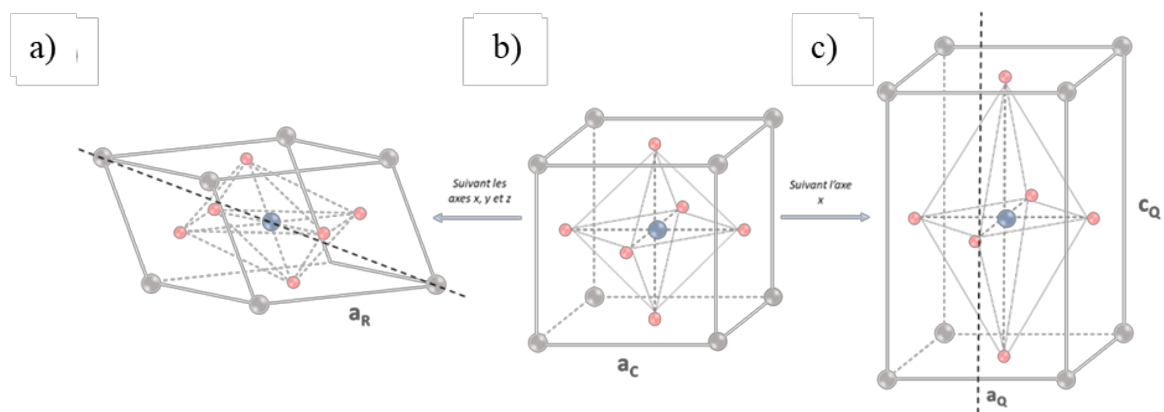 a)
b)
c)
Suivant les
axes x, y et z
Suivant l'axe
x
c_Q
a_R
a_C
a_Q